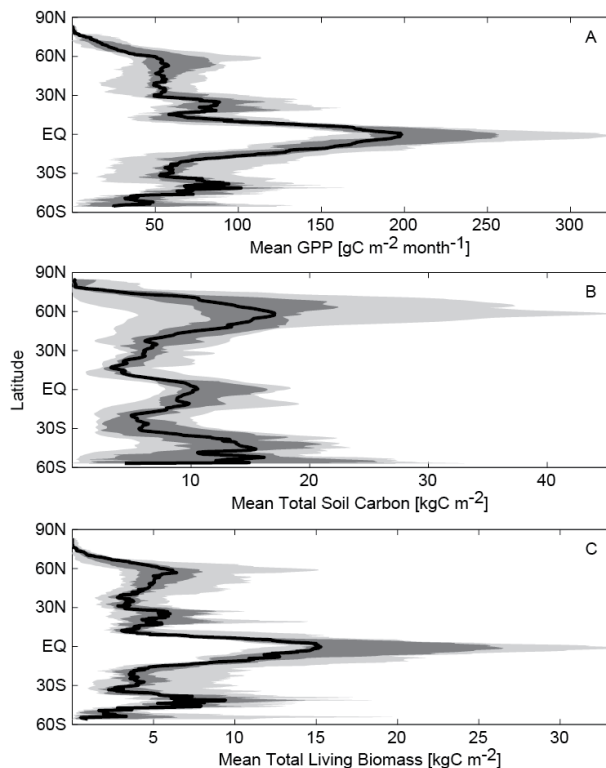 90N
A
60N
30N
EQ
30S
60S
50 100 150 200 250 300
Mean GPP [gC m-2 month-1]
90N
B
60N
30N
EQ
30S
60S
10 20 30 40
Mean Total Soil Carbon [kgC m-2]
Latitude
90N
C
60N
30N
EQ
30S
60S
5 10 15 20 25 30
Mean Total Living Biomass [kgC m-2]